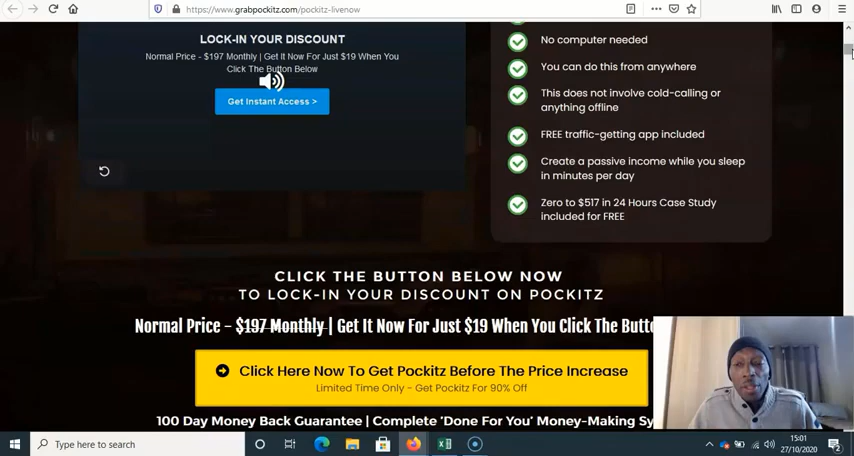 https://www.grabpockitz.com/pockitz-livenow
LOCK-IN YOUR DISCOUNT
Normal Price - $197 Monthly | Get It Now For Just $19 When You
Click The Button Below
Get Instant Access >
No computer needed
You can do this from anywhere
This does not involve cold-calling or
anything offline
FREE traffic-getting app included
Create a passive income while you sleep
in minutes per day
Zero to $517 in 24 Hours Case Study
included for FREE
CLICK THE BUTTON BELOW NOW
TO LOCK-IN YOUR DISCOUNT ON POCKITZ
Normal Price - $197 Monthly | Get It Now For Just $19 When You Click The
Click Here Now To Get Pockitz Before The Price Increase
Limited Time Only - Get Pockitz For 90% Off
100 Day Money Back Guarantee | Complete 'Done For You' Money-Making
Type here to search
15:01
27/10/2020
2